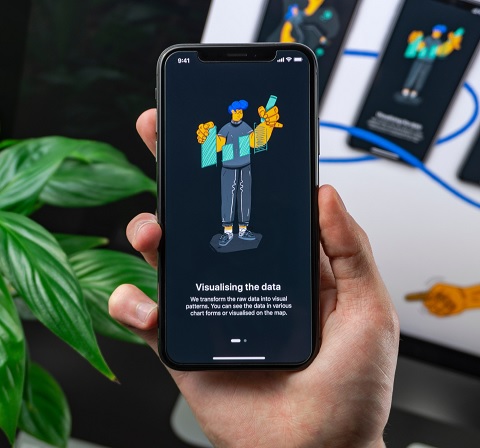 9:41
Visualising the data
We transform the raw data into visual
patterns. You can see the data in various
chart forms or visualised on the map.